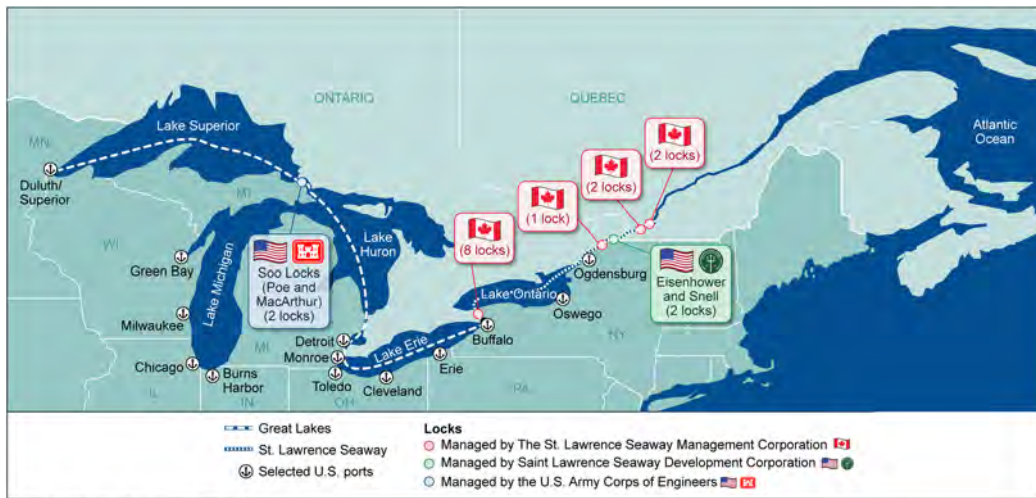 ONTARIO
QUEBEC
Lake Superior
MN
Duluth/
Superior
Atlantic
Ocean
(2 locks)
(2 locks)
(1 lock)
(8 locks)
MI
WI
Lake
Huron
Green Bay
Lake Michigan
Soo Locks
(Poe and
MacArthur)
(2 locks)
Ogdensburg
Eisenhower
and Snell
(2 locks)
Lake Ontario
Oswego
NY
Milwaukee
Buffalo
Detroit
MI
Monroe
Lake Erie
Erie
Chicago
Burns
Harbor
Toledo
Cleveland
IL
IN
OH
PA
Great Lakes
St. Lawrence Seaway
Selected U.S. ports
Locks
Managed by The St. Lawrence Seaway Management Corporation
Managed by Saint Lawrence Seaway Development Corporation
Managed by the U.S. Army Corps of Engineers